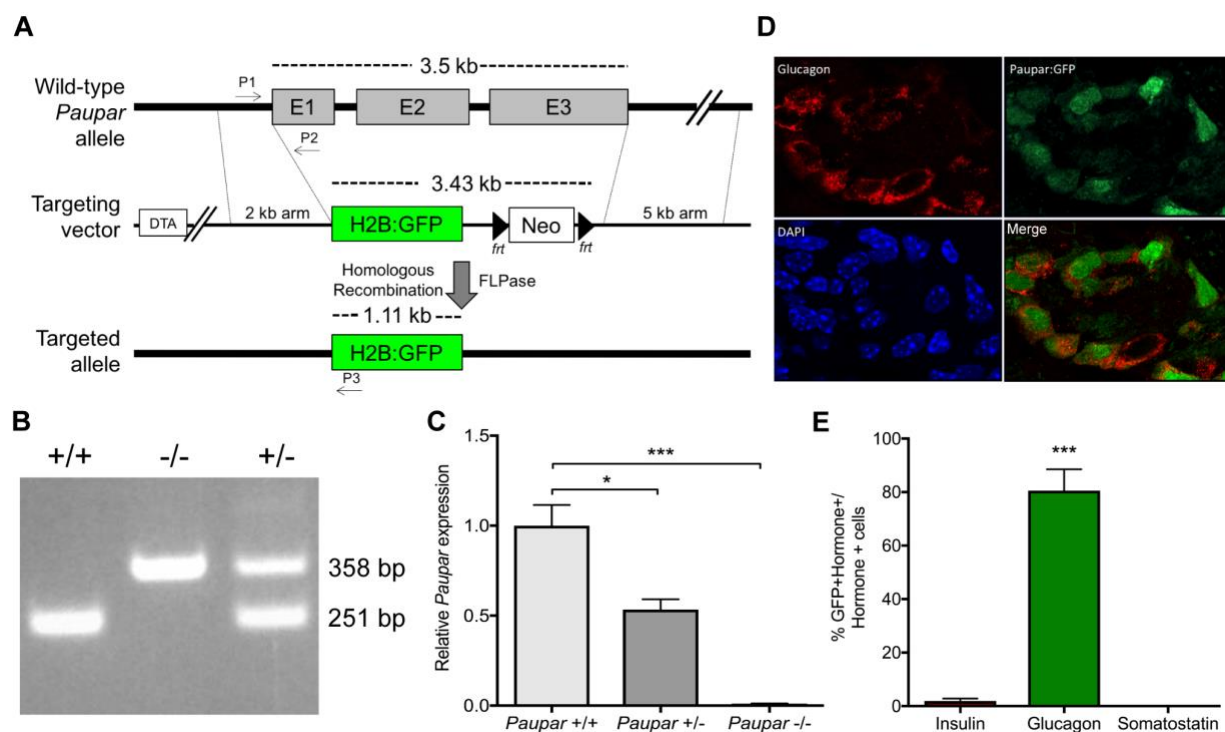 A
3.5 kb
P1
Wild-type
Paupar
allele
E1
E2
E3
P2
3.43 kb
Targeting
vector
DTA
2 kb arm
H2B:GFP
Neo
5 kb arm
frt
frt
Homologous
Recombination
FLPase
1.11 kb
Targeted
allele
H2B:GFP
P3
B
+/+
-/-
+/-
358 bp
251 bp
C
Relative Paupar expression
1.5
1.0
0.5
0.0
***
*
Paupar +/+
Paupar +/-
Paupar -/-
D
Glucagon
Paupar:GFP
DAPI
Merge
E
% GFP+Hormone+/
Hormone + cells
100
80
60
40
20
0
***
Insulin
Glucagon
Somatostatin